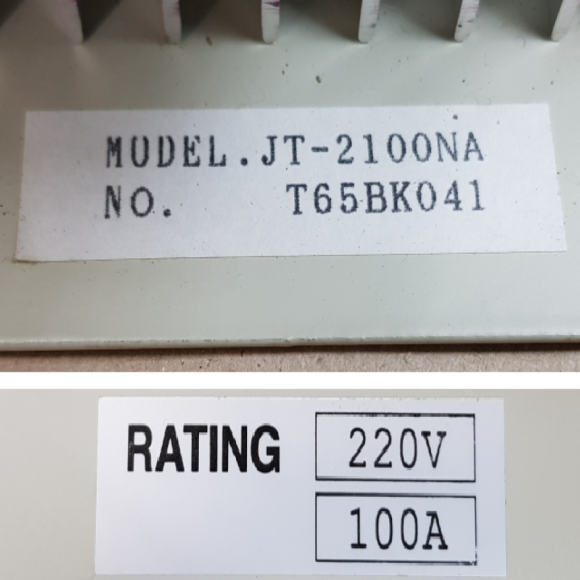 MODEL.JT-2100NA
NO. T65BK041
RATING 220V
100A